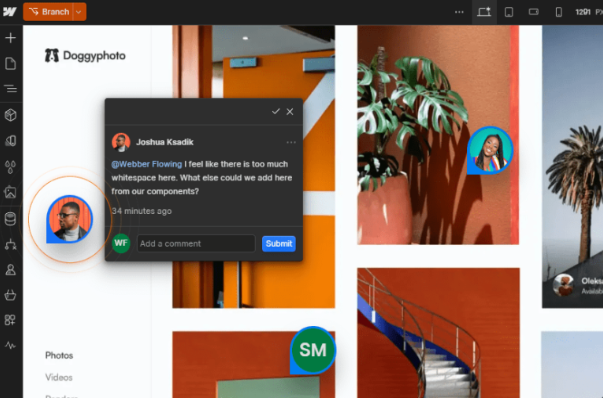 Branch
1291 PX
Doggyphoto
Joshua Ksadik
@Webber Flowing I feel like there is too much
whitespace here. What else could we add here
from our components?
34 minutes ago
WF
Add a comment
Submit
Oleks
Availab
SM
Photos
Videos